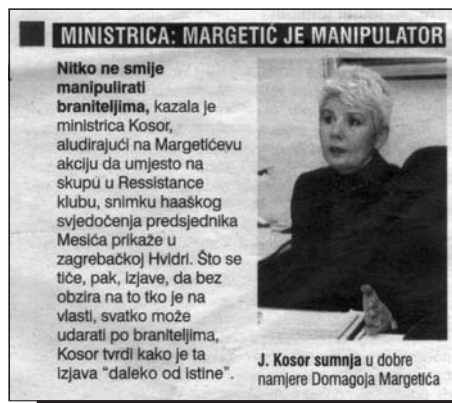 MINISTRICA: MARGETIĆ JE MANIPULATOR
Nitko ne smije
manipulirati
braniteljima, kazala je
ministrica Kosor,
aludirajući na Margetićevu
akciju da umjesto na
skupu u Ressistance
klubu, snimku haaškog
svjedočenja predsjednika
Mesića prikaže u
zagrebačkoj Hvidri. Što se
tiče, pak, izjave, da bez
obzira na to tko je na
vlasti, svatko može
udarati po braniteljima,
Kosor tvrdi kako je ta
izjava "daleko od istine".
J. Kosor sumnja u dobre
namjere Domagoja Margetića